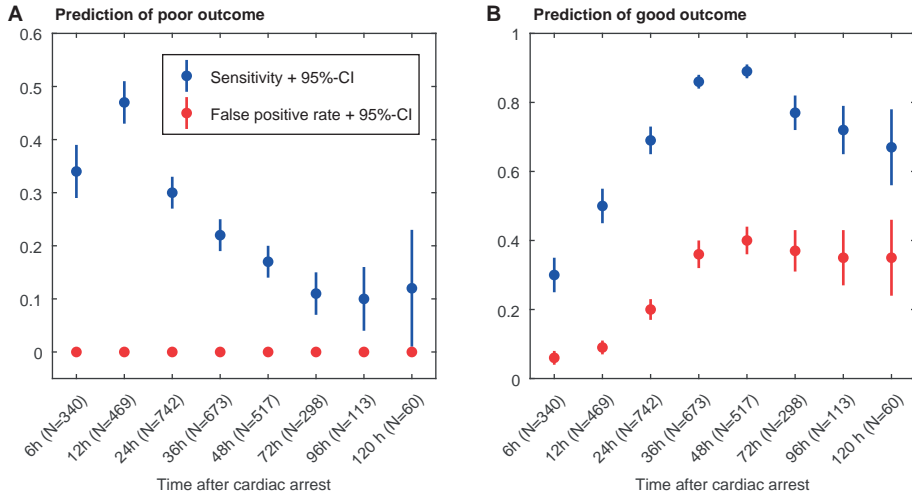 A Prediction of poor outcome
0.6
0.5
0.4
0.3
0.2
0.1
0
Sensitivity + 95%-CI
False positive rate + 95%-CI
6h (N=340)
12h (N=469)
24h (N=742)
36h (N=673)
48h (N=517)
72h (N=298)
96h (N=113)
120 h (N=60)
Time after cardiac arrest
B Prediction of good outcome
1
0.8
0.6
0.4
0.2
0
6h (N=340)
12h (N=469)
24h (N=742)
36h (N=673)
48h (N=517)
72h (N=298)
96h (N=113)
120 h (N=60)
Time after cardiac arrest